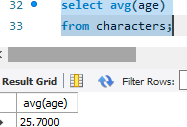 32 select avg(age)
33 from characters;
Result Grid Filter Rows:
avg(age)
25.7000